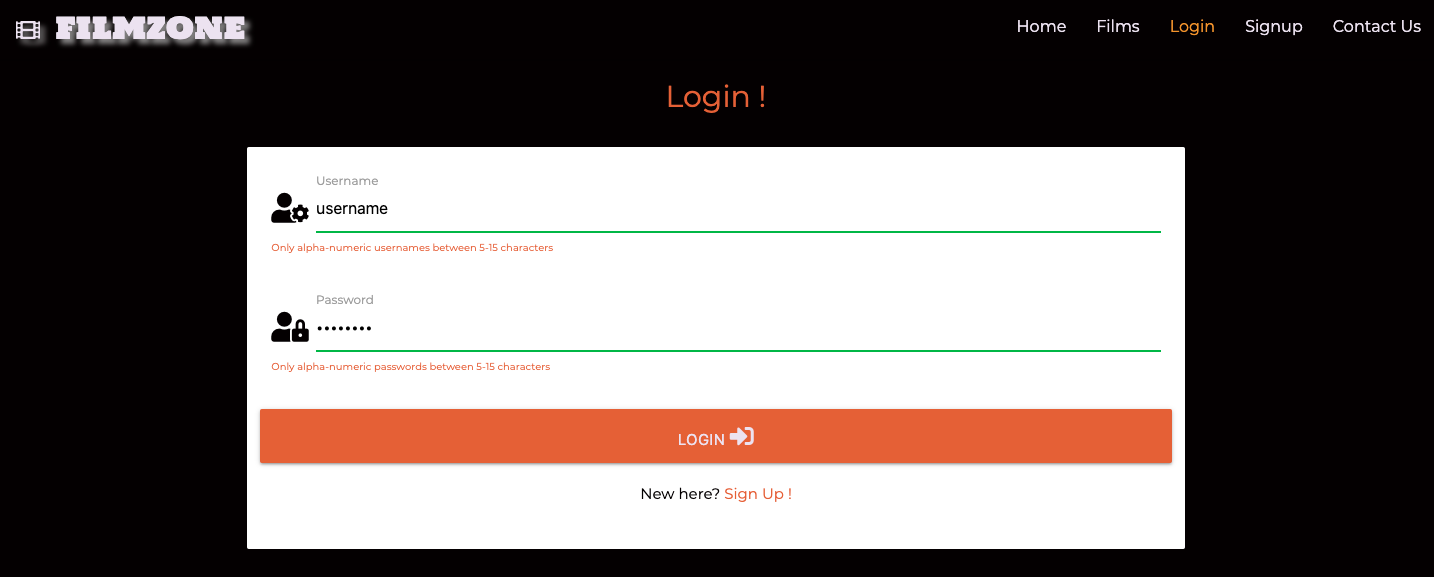 FILMZONE
Home Films Login Signup Contact Us
Login !
Username
username
Only alpha-numeric usernames between 5-15 characters
Password
••••••••
Only alpha-numeric passwords between 5-15 characters
LOGIN
New here? Sign Up !